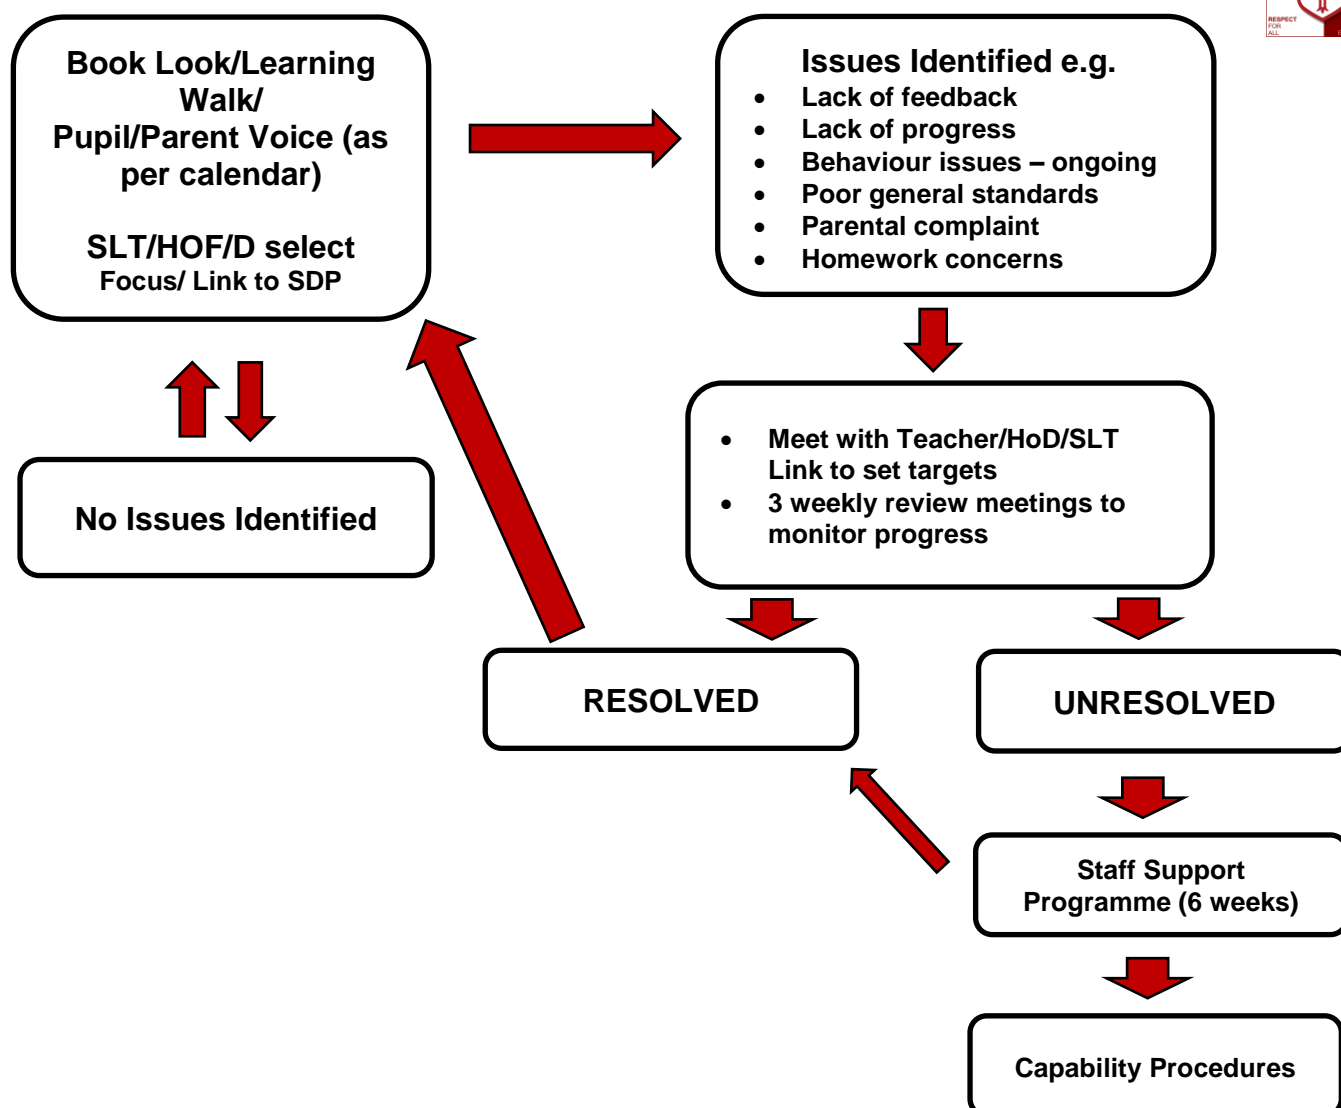 RESPECT
FOR
ALL
Book Look/Learning
Walk/
Pupil/Parent Voice (as
per calendar)
SLT/HOF/D select
Focus/ Link to SDP
Issues Identified e.g.
• Lack of feedback
• Lack of progress
• Behaviour issues – ongoing
• Poor general standards
• Parental complaint
• Homework concerns
No Issues Identified
• Meet with Teacher/HoD/SLT
Link to set targets
• 3 weekly review meetings to
monitor progress
RESOLVED
UNRESOLVED
Staff Support
Programme (6 weeks)
Capability Procedures